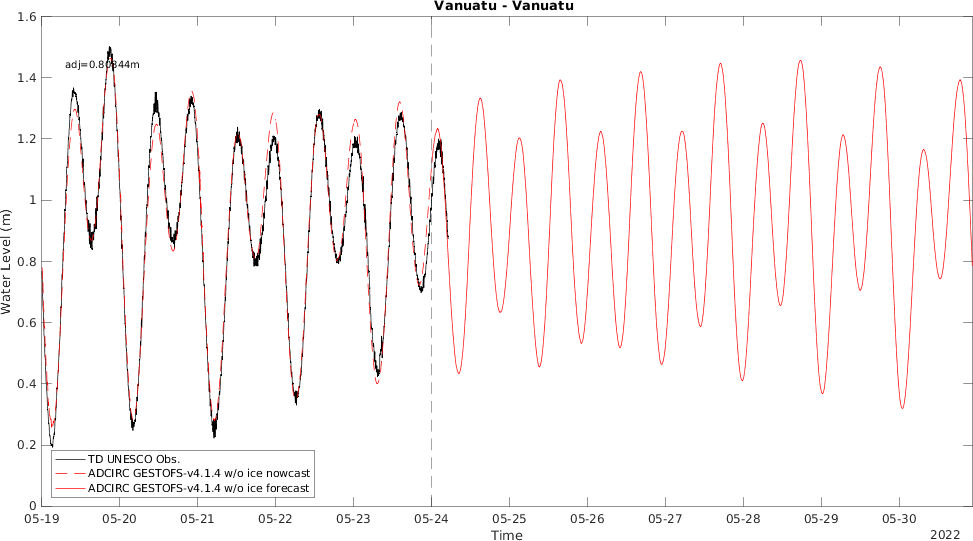 Vanuatu - Vanuatu
1.6
1.4
1.2
1
0.8
0.6
0.4
0.2
0
Water Level (m)
adj=0.80344m
TD UNESCO Obs.
ADCIRC GESTOFS-v4.1.4 w/o ice nowcast
ADCIRC GESTOFS-v4.1.4 w/o ice forecast
05-19 05-20 05-21 05-22 05-23 05-24 05-25 05-26 05-27 05-28 05-29 05-30
Time
2022